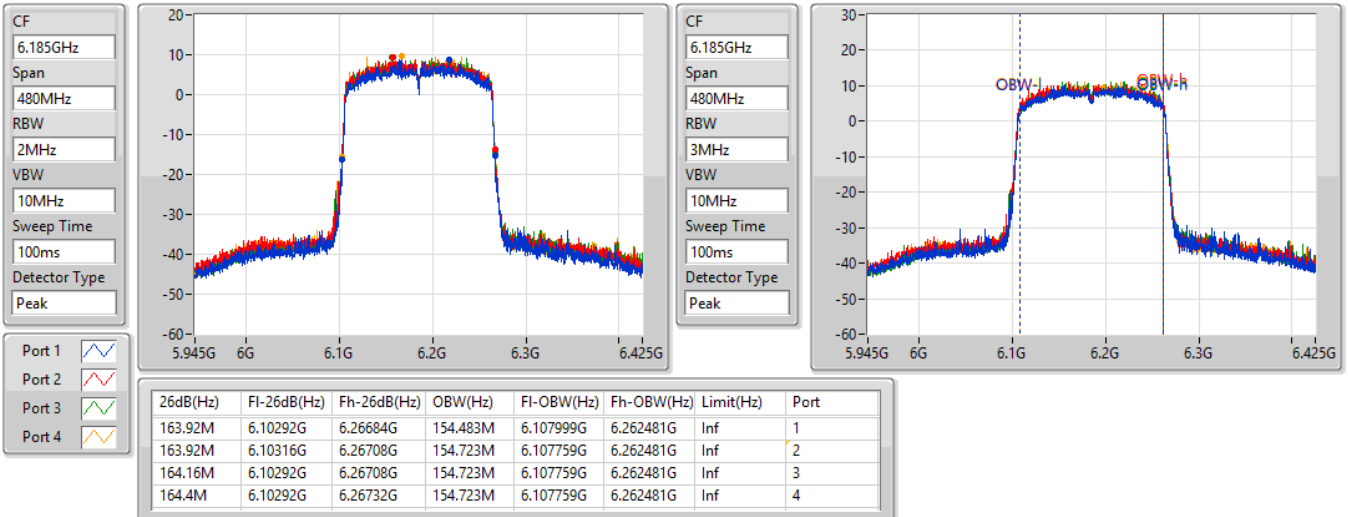 CF
6.185GHz
Span
480MHz
RBW
2MHz
VBW
10MHz
Sweep Time
100ms
Detector Type
Peak
20
10
0
-10
-20
-30
-40
-50
-60
5.945G 6G 6.1G 6.2G 6.3G 6.425G
CF
6.185GHz
Span
480MHz
RBW
3MHz
VBW
10MHz
Sweep Time
100ms
Detector Type
Peak
30
20
10
0
-10
-20
-30
-40
-50
-60
OBW-l OBW-h
5.945G 6G 6.1G 6.2G 6.3G 6.425G
Port 1
Port 2
Port 3
Port 4
26dB(Hz) Fl-26dB(Hz) Fh-26dB(Hz) OBW(Hz) Fl-OBW(Hz) Fh-OBW(Hz) Limit(Hz) Port
163.92M 6.10292G 6.26684G 154.483M 6.107999G 6.262481G Inf 1
163.92M 6.10316G 6.26708G 154.723M 6.107759G 6.262481G Inf 2
164.16M 6.10292G 6.26708G 154.723M 6.107759G 6.262481G Inf 3
164.4M 6.10292G 6.26732G 154.723M 6.107759G 6.262481G Inf 4